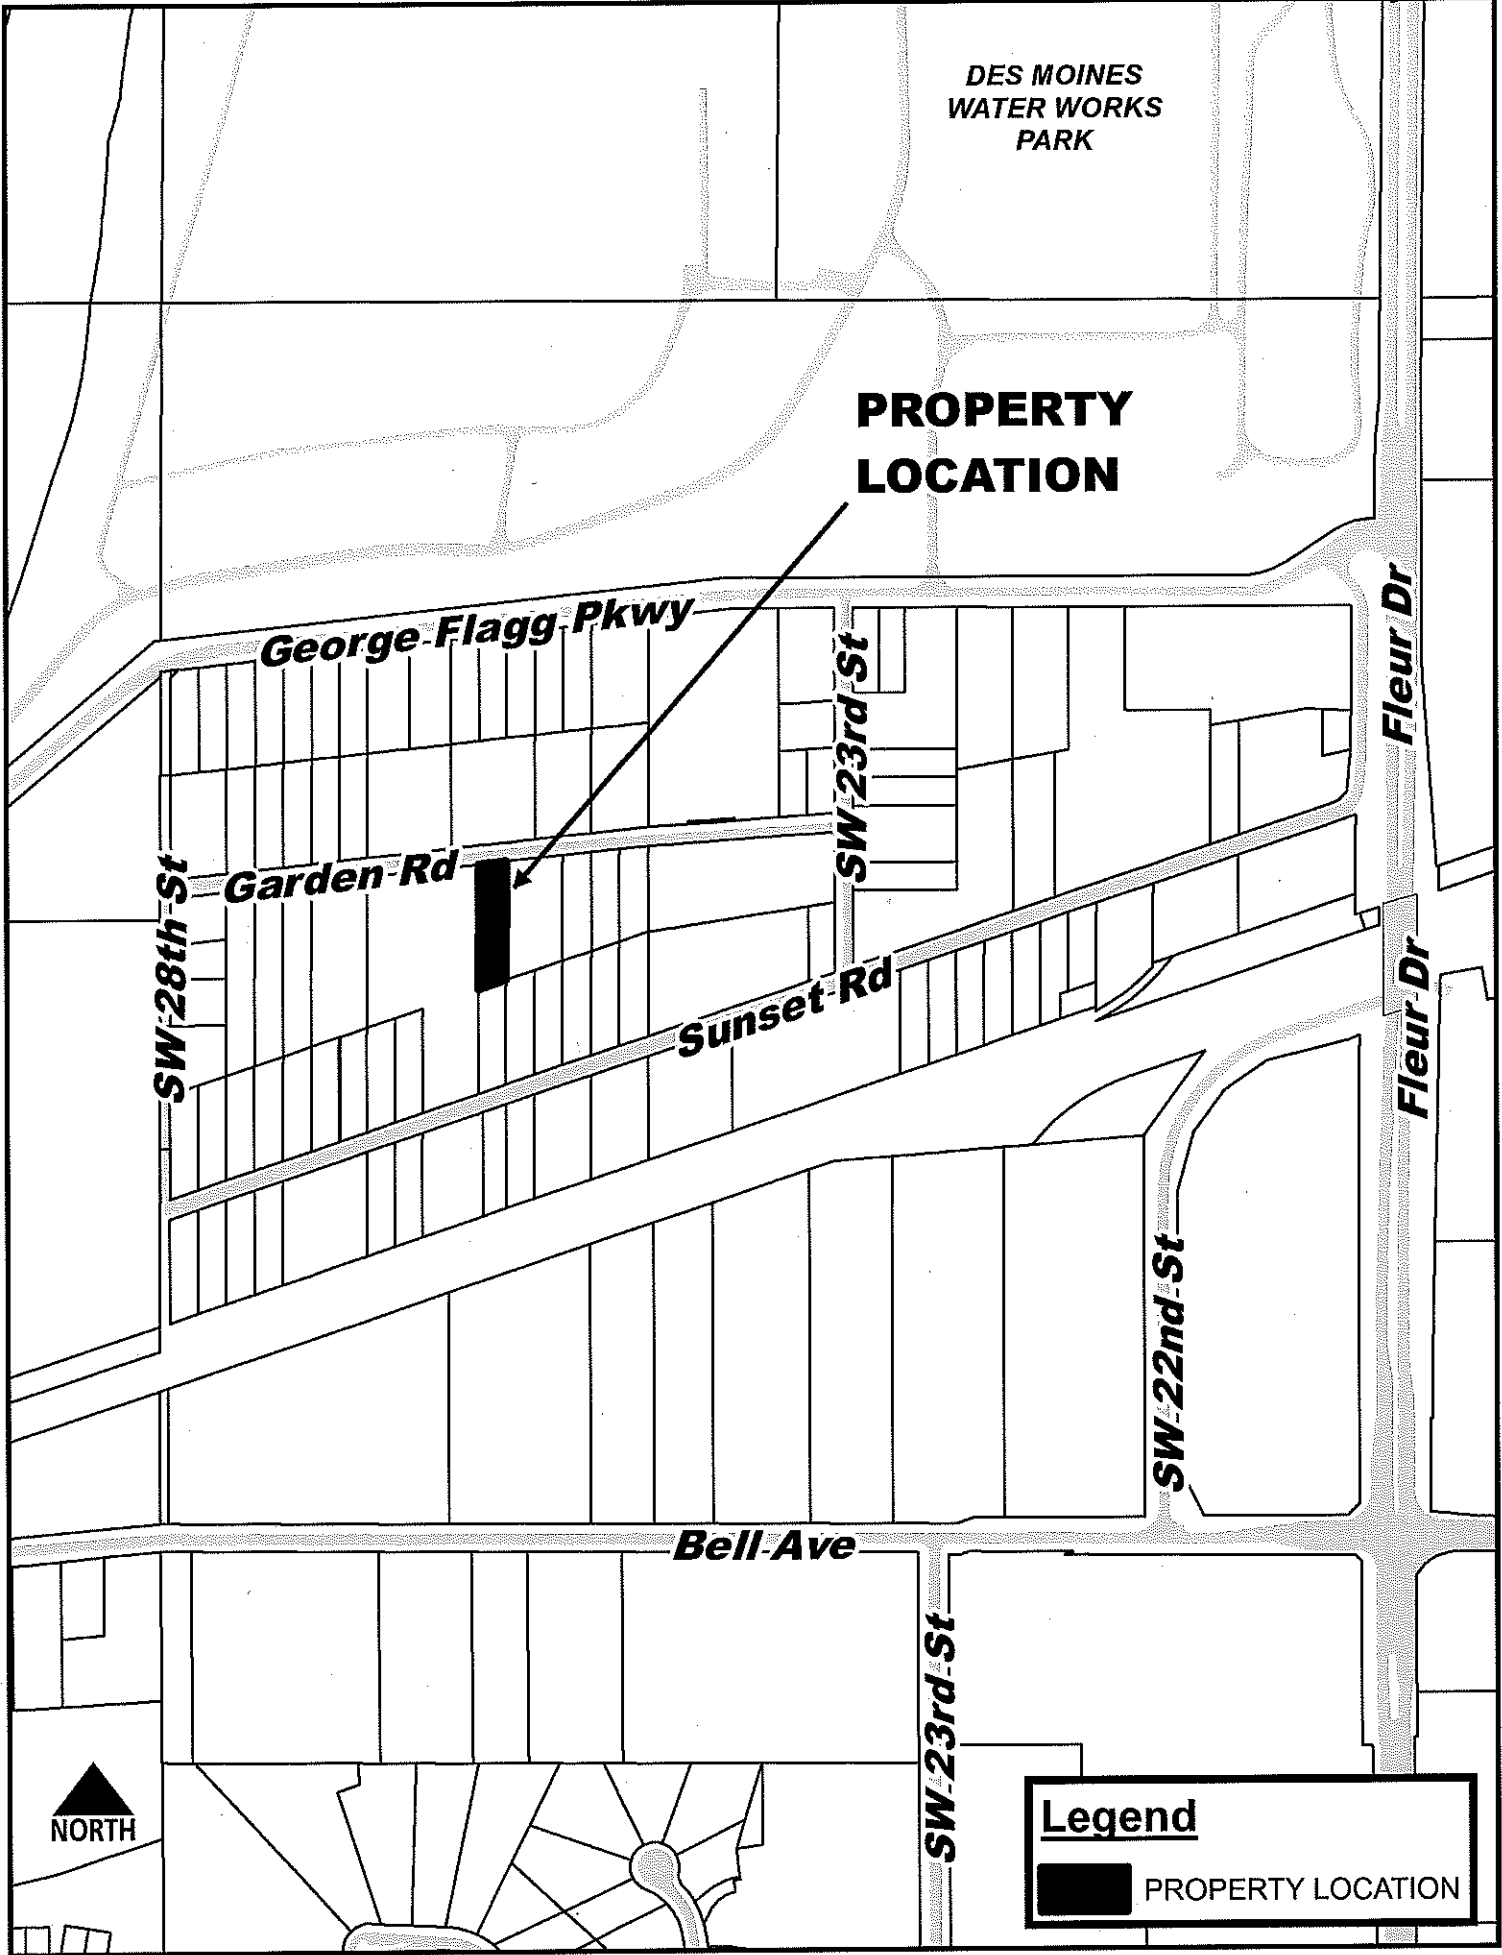 DES MOINES
WATER WORKS
PARK
PROPERTY
LOCATION
George Flagg Pkwy
SW 23rd St
Fleur Dr
Garden Rd
SW 28th St
Sunset Rd
Fleur Dr
SW 22nd St
Bell Ave
SW 23rd St
NORTH
Legend
PROPERTY LOCATION